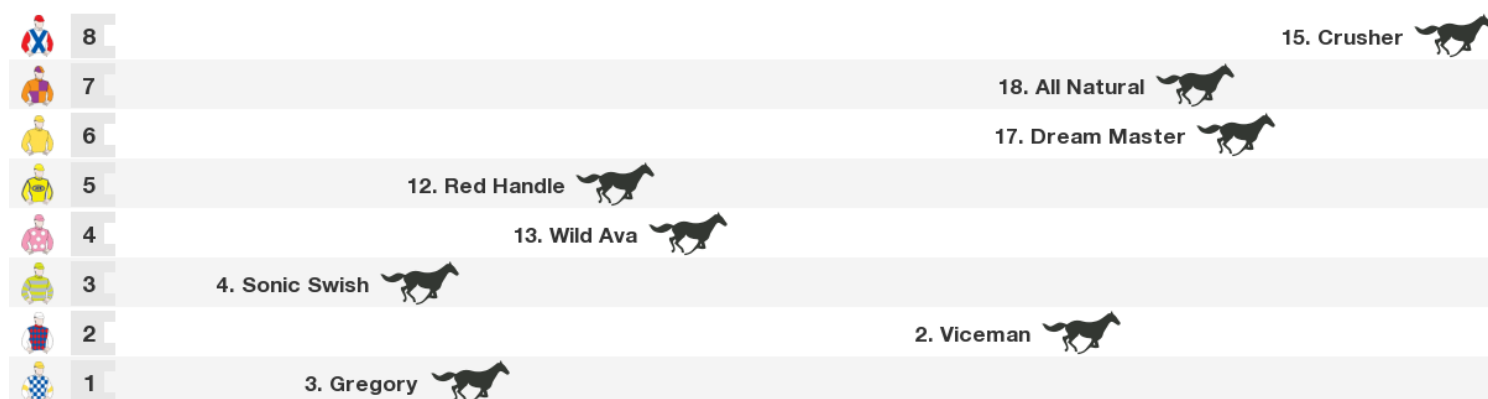 8 15. Crusher
7 18. All Natural
6 17. Dream Master
5 12. Red Handle
4 13. Wild Ava
3 4. Sonic Swish
2 2. Viceman
1 3. Gregory